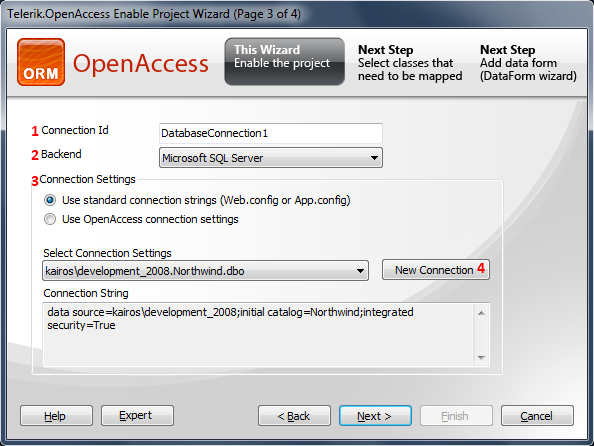 Telerik.OpenAccess Enable Project Wizard (Page 3 of 4)
ORM OpenAccess
This Wizard
Enable the project
Next Step
Select classes that
need to be mapped
Next Step
Add data form
(DataForm wizard)
1 Connection Id DatabaseConnection1
2 Backend Microsoft SQL Server
3 Connection Settings
Use standard connection strings (Web.config or App.config)
Use OpenAccess connection settings
Select Connection Settings
kairos\development_2008.Northwind.dbo New Connection 4
Connection String
data source=kairos\development_2008;initial catalog=Northwind;integrated
security=True
Help Expert < Back Next > Finish Cancel